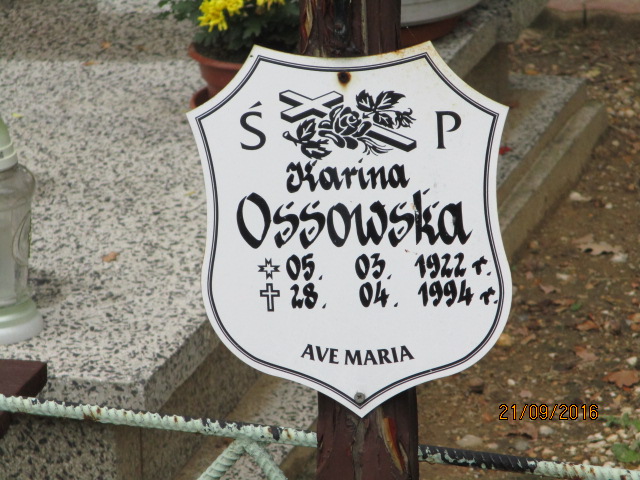 Ś P
Karina
Ossowska
05. 03. 1922 r.
28. 04. 1994 r.
AVE MARIA
21/09/2016